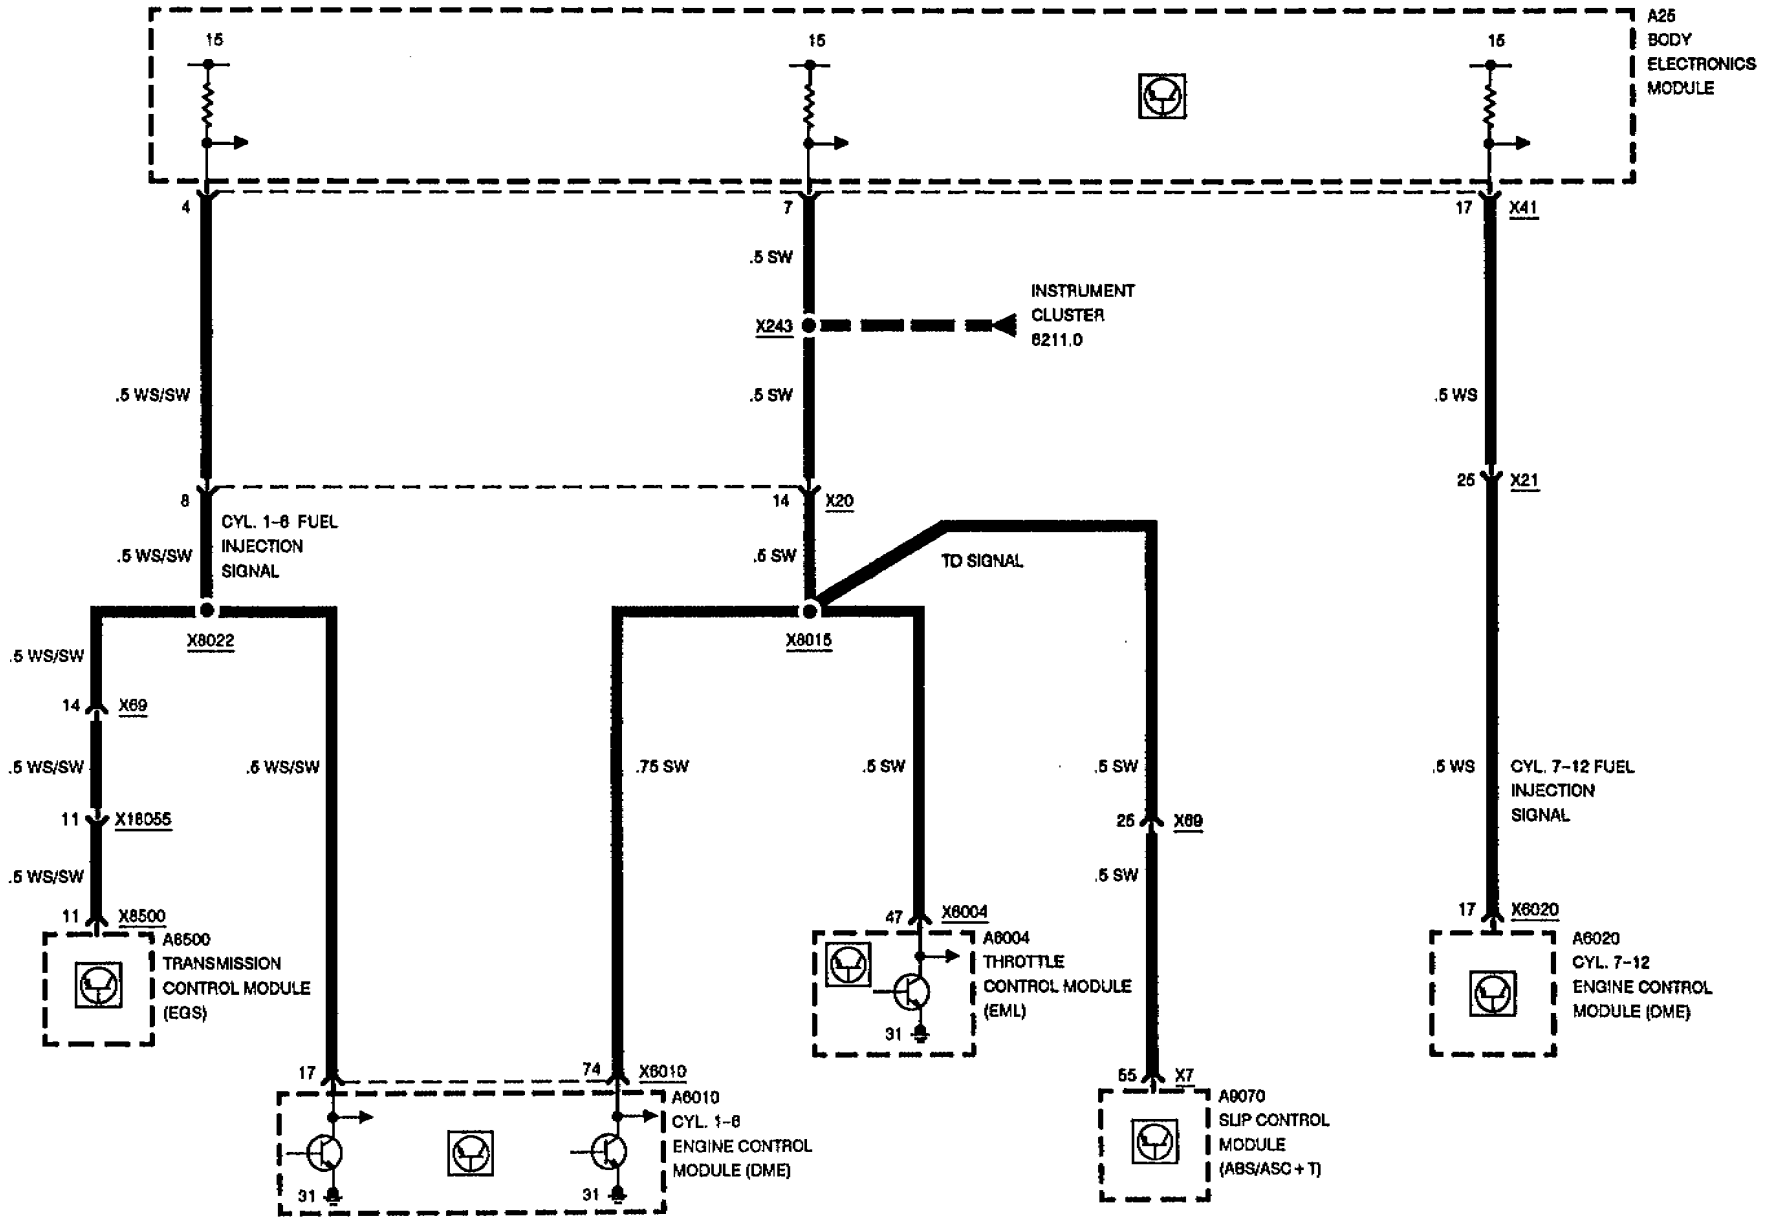 A25
BODY
ELECTRONICS
MODULE
15
15
15
4
7
17
X41
.5 SW
INSTRUMENT
CLUSTER
6211.0
X243
.5 WS/SW
.5 SW
.5 WS
25
X21
8
14
X20
CYL. 1-6 FUEL
INJECTION
SIGNAL
.5 WS/SW
.5 SW
TD SIGNAL
X8022
X8015
.5 WS/SW
14
X69
.5 WS/SW
.5 WS/SW
.75 SW
.5 SW
.5 SW
.5 WS
CYL. 7-12 FUEL
INJECTION
SIGNAL
11
X18055
25
X69
.5 WS/SW
.5 SW
11
X8500
47
X6004
17
X6020
A8500
TRANSMISSION
CONTROL MODULE
(EGS)
A6004
THROTTLE
CONTROL MODULE
(EML)
31
A6020
CYL. 7-12
ENGINE CONTROL
MODULE (DME)
17
74
X6010
55
X7
A6010
CYL. 1-6
ENGINE CONTROL
MODULE (DME)
31
31
A9070
SLIP CONTROL
MODULE
(ABS/ASC + T)